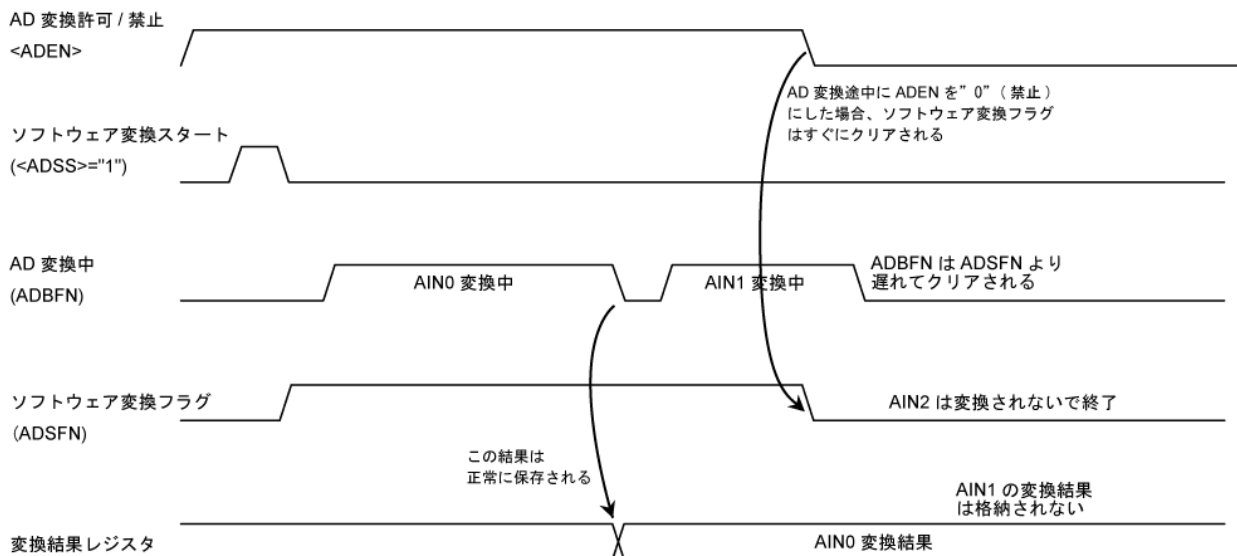 AD 変換許可 / 禁止
<ADEN>
AD 変換途中に ADEN を”0”( 禁止 )
にした場合、ソフトウェア変換フラグ
はすぐにクリアされる
ソフトウェア変換スタート
(<ADSS>="1")
AD 変換中
(ADBFN)
AIN0 変換中
AIN1 変換中
ADBFN は ADSFN より
遅れてクリアされる
ソフトウェア変換フラグ
(ADSFN)
AIN2 は変換されないで終了
この結果は
正常に保存される
AIN1 の変換結果
は格納されない
変換結果レジスタ
AIN0 変換結果